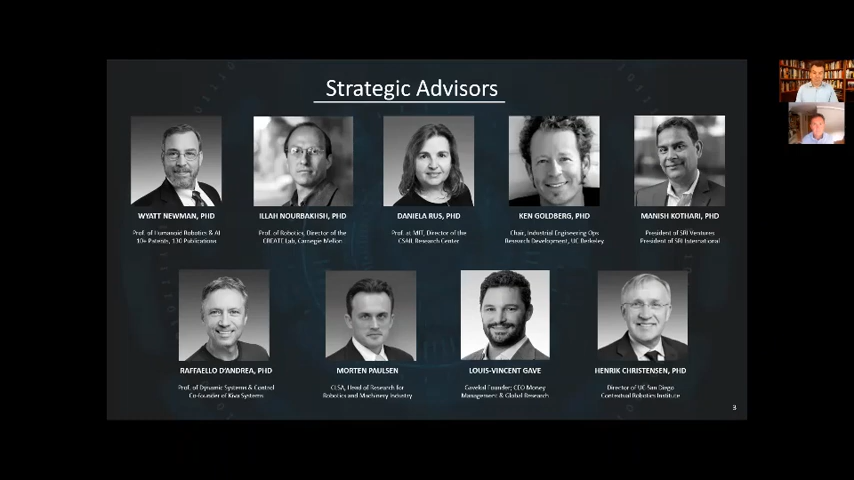 Strategic Advisors
WYATT NEWMAN, PHD
ILLAH NOURBAKHSH, PHD
DANIELA RUS, PHD
KEN GOLDBERG, PHD
MANISH KOTHARI, PHD
Prof. of Humanoid Robotics & AI
10+ Patents, 130 Publications
Prof. of Robotics, Director of the
CREATE Lab, Carnegie Mellon
Prof. at MIT, Director of the
CSAIL Research Center
Chair, Industrial Engineering Ops
Research Development, UC Berkeley
President of SRI Ventures
President of SRI International
RAFFAELLO D'ANDREA, PHD
MORTEN PAULSEN
LOUIS-VINCENT GAVE
HENRIK CHRISTENSEN, PHD
Prof. of Dynamic Systems & Control
Co-founder of Kiva Systems
CLSA, Head of Research for
Robotics and Machinery Industry
Gavekal Founder; CEO Money
Management & Global Research
Director of UC San Diego
Contextual Robotics Institute
3